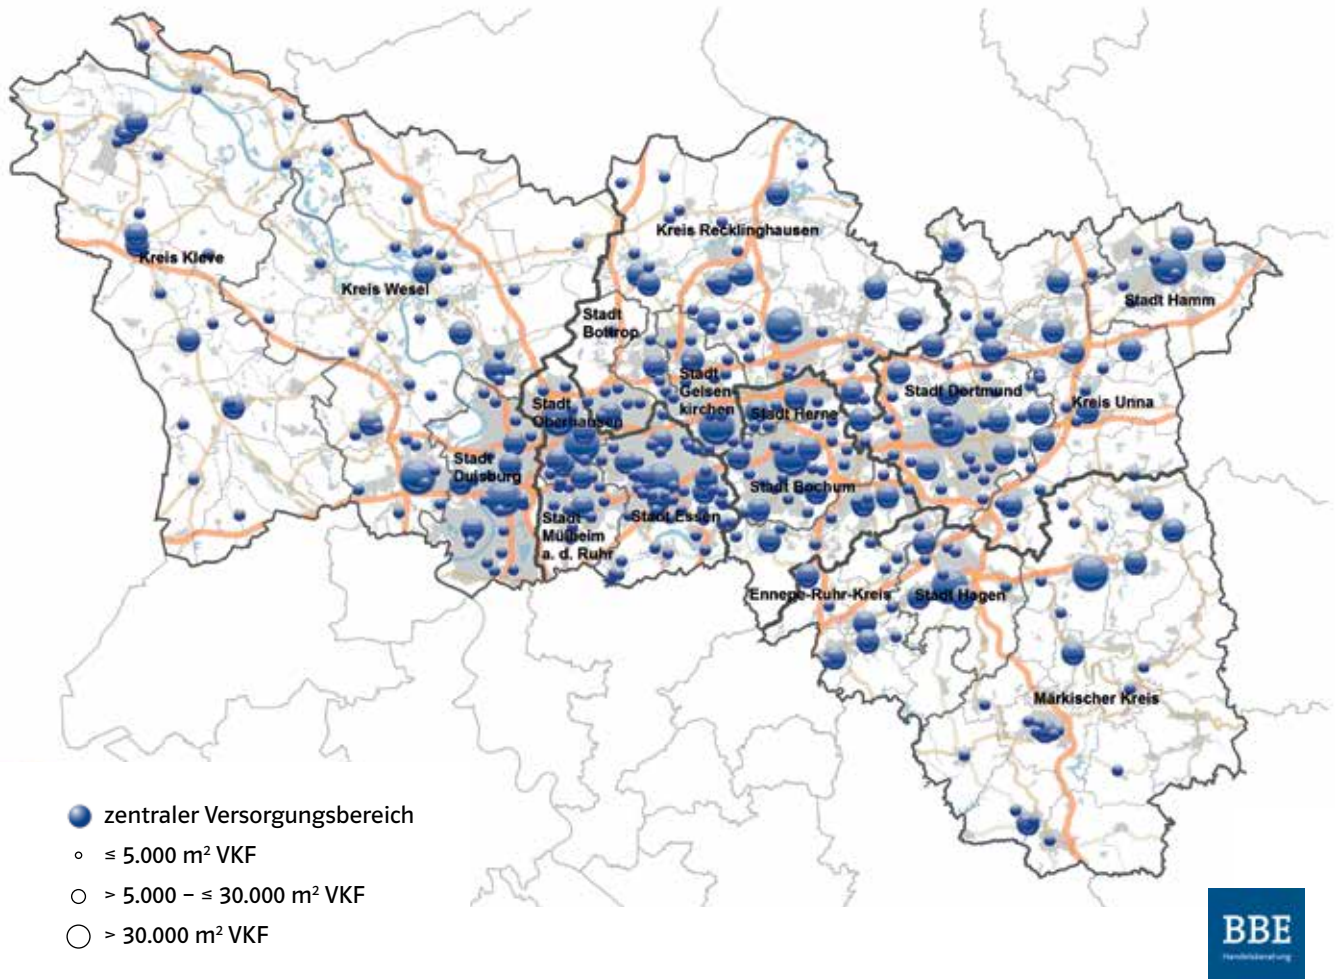 Kreis Recklinghausen
Kreis Kleve
Kreis Wesel
Stadt Hamm
Stadt
Bottrop
Stadt
Gelsen-
kirchen
Stadt Dortmund
Kreis Unna
Stadt
Oberhausen
Stadt Herne
Stadt
Duisburg
Stadt Bochum
Stadt
Mülheim
a. d. Ruhr
Stadt Essen
Ennepe-Ruhr-Kreis
Stadt Hagen
Märkischer Kreis
zentraler Versorgungsbereich
≤ 5.000 m² VKF
> 5.000 – ≤ 30.000 m² VKF
> 30.000 m² VKF
BBE
Handelsberatung